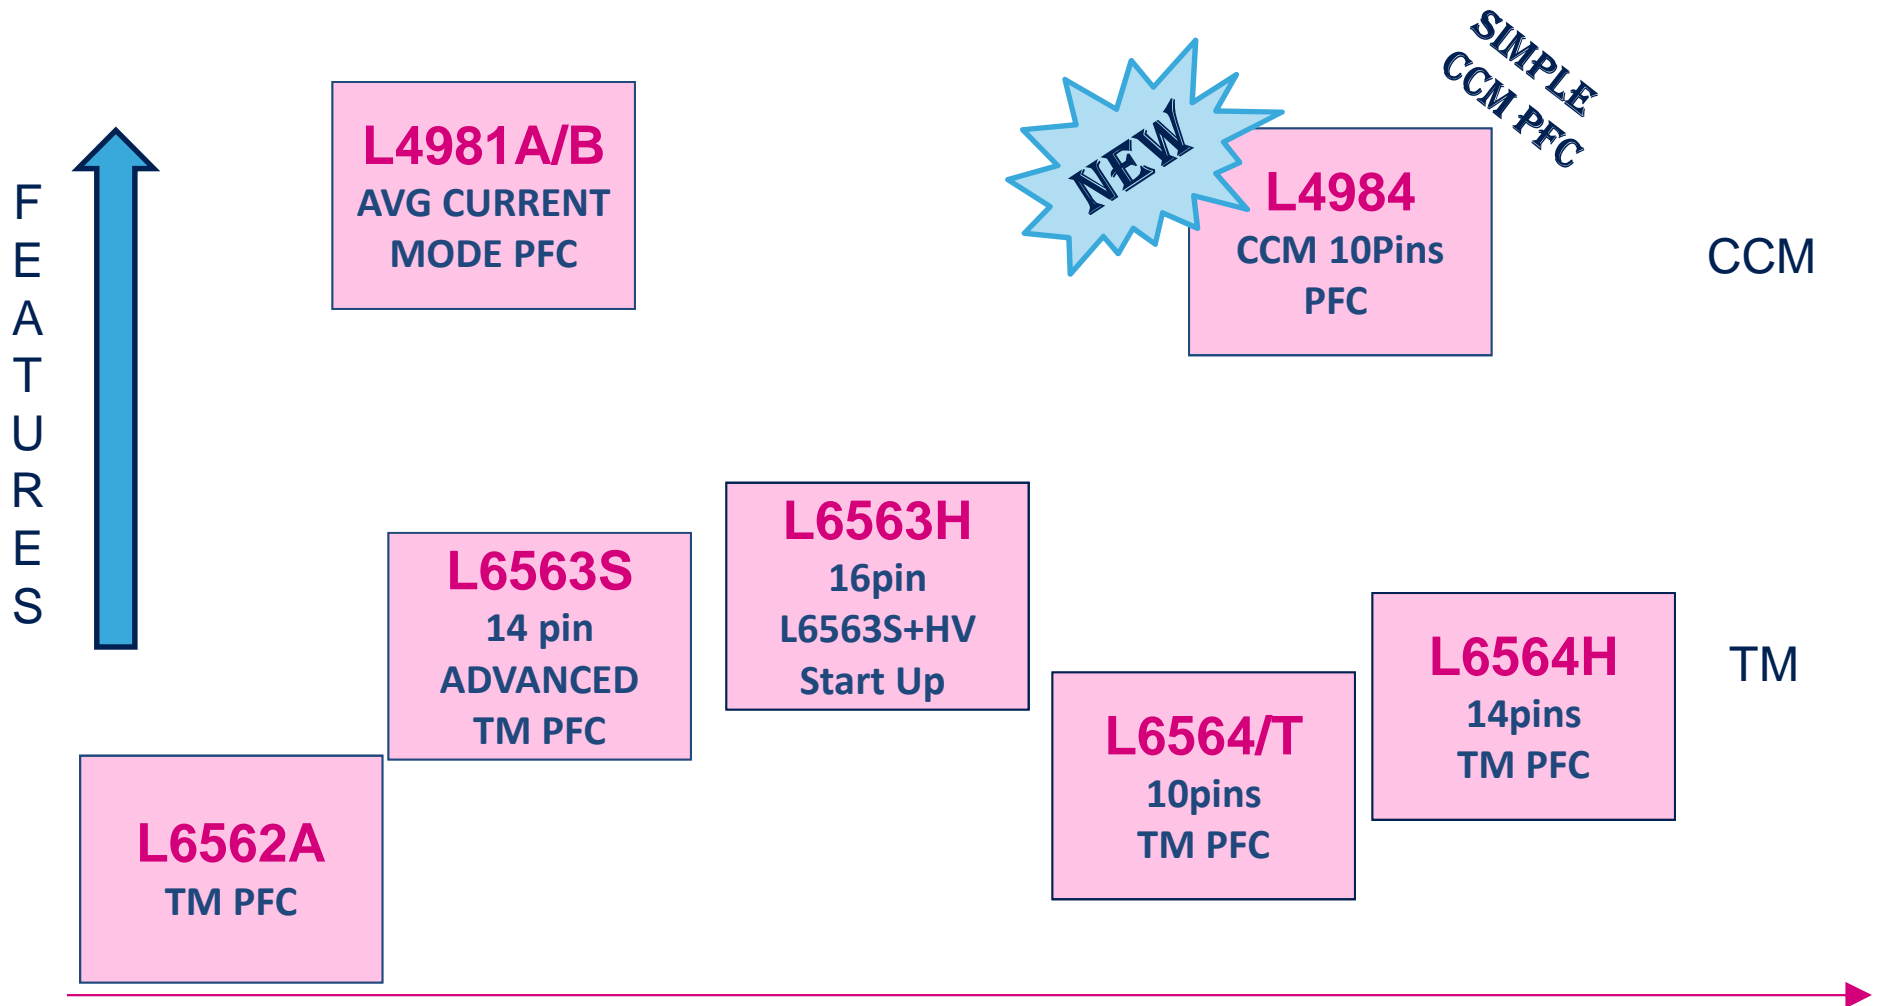 FEATURES
L4981A/B
AVG CURRENT
MODE PFC
NEW
SIMPLE
CCM PFC
L4984
CCM 10Pins
PFC
CCM
L6563S
14 pin
ADVANCED
TM PFC
L6563H
16pin
L6563S+HV
Start Up
L6564/T
10pins
TM PFC
L6564H
14pins
TM PFC
TM
L6562A
TM PFC